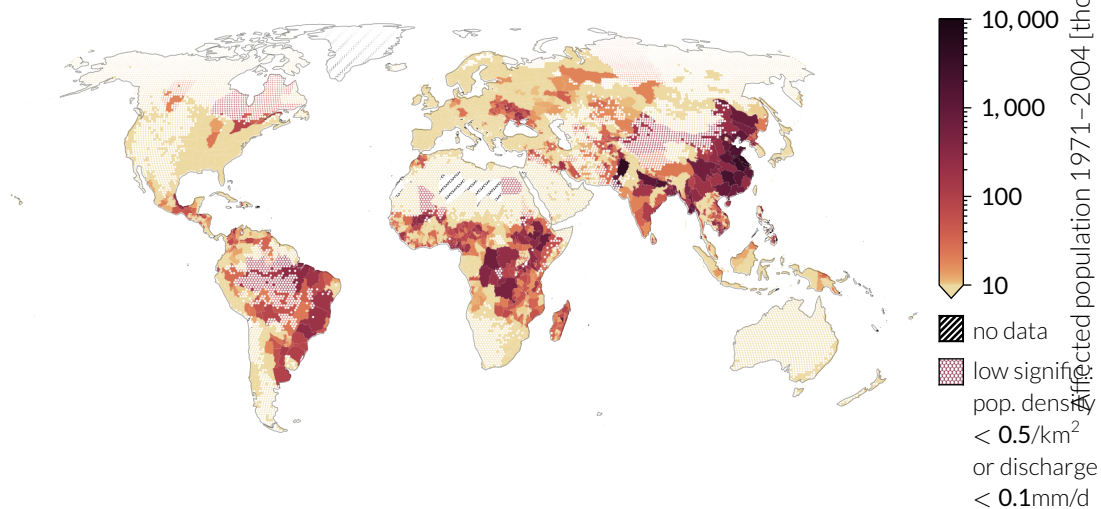 10,000
1,000
100
10
Affected population 1971–2004 [tho
no data
low signific.:
pop. density
< 0.5/km²
or discharge
< 0.1mm/d